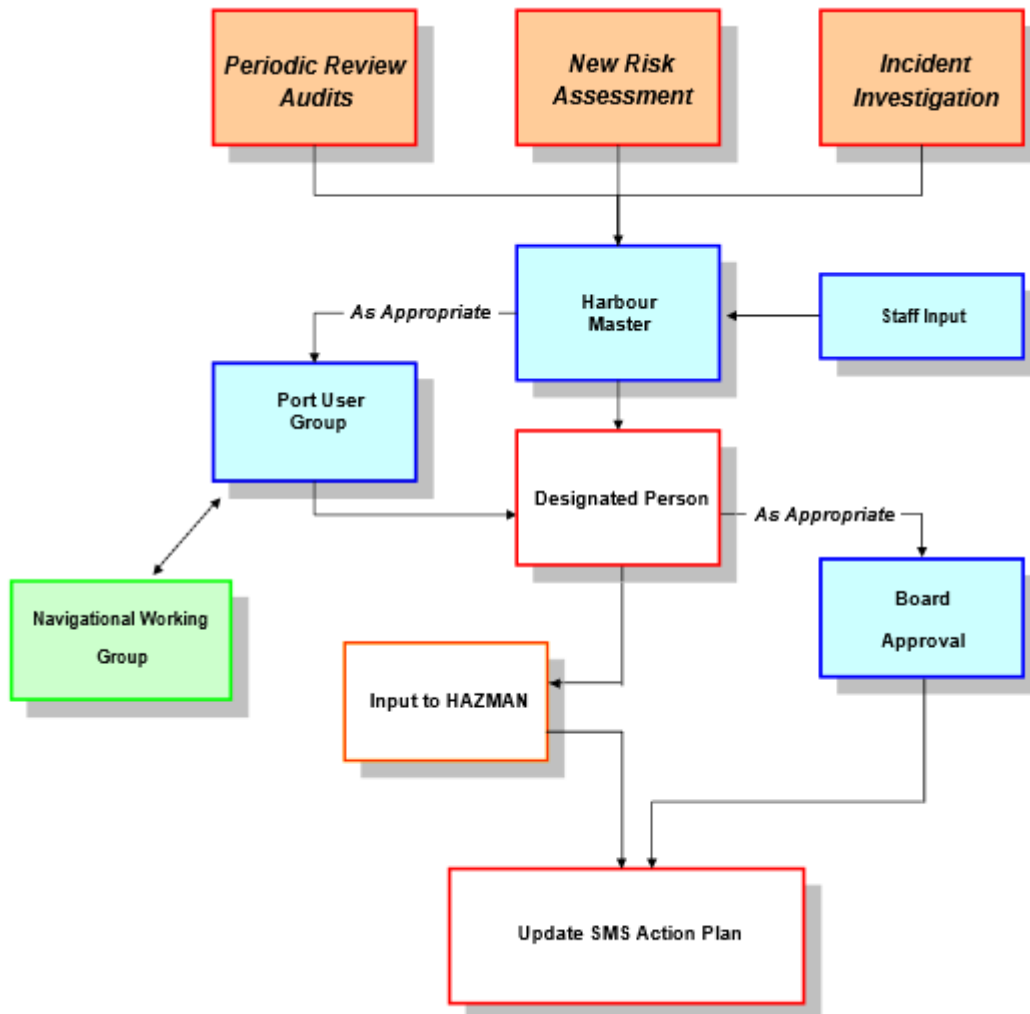 Periodic Review
Audits
New Risk
Assessment
Incident
Investigation
Harbour
Master
Staff Input
As Appropriate
Port User
Group
Designated Person
As Appropriate
Board
Approval
Navigational Working
Group
Input to HAZMAN
Update SMS Action Plan